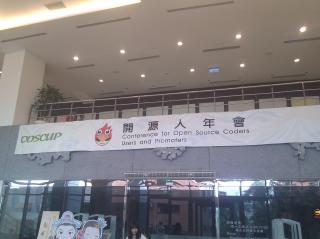 COSCUP
開源人年會
Conference for Open Source Coders
Users and Promoters